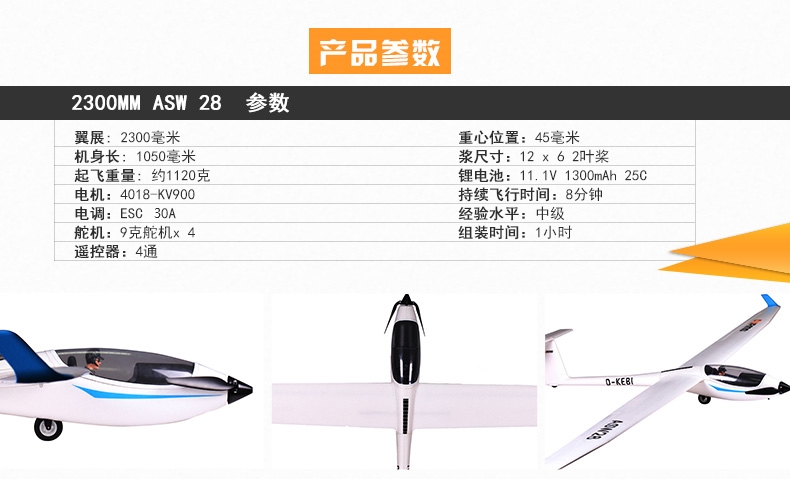 产品参数
2300MM ASW 28 参数
翼展: 2300毫米
机身长: 1050毫米
起飞重量: 约1120克
电机: 4018-KV900
电调: ESC 30A
舵机: 9克舵机x 4
遥控器: 4通
重心位置: 45毫米
浆尺寸: 12 x 6 2叶桨
锂电池: 11.1V 1300mAh 25C
持续飞行时间: 8分钟
经验水平: 中级
组装时间: 1小时
D-KEBI
ASW28